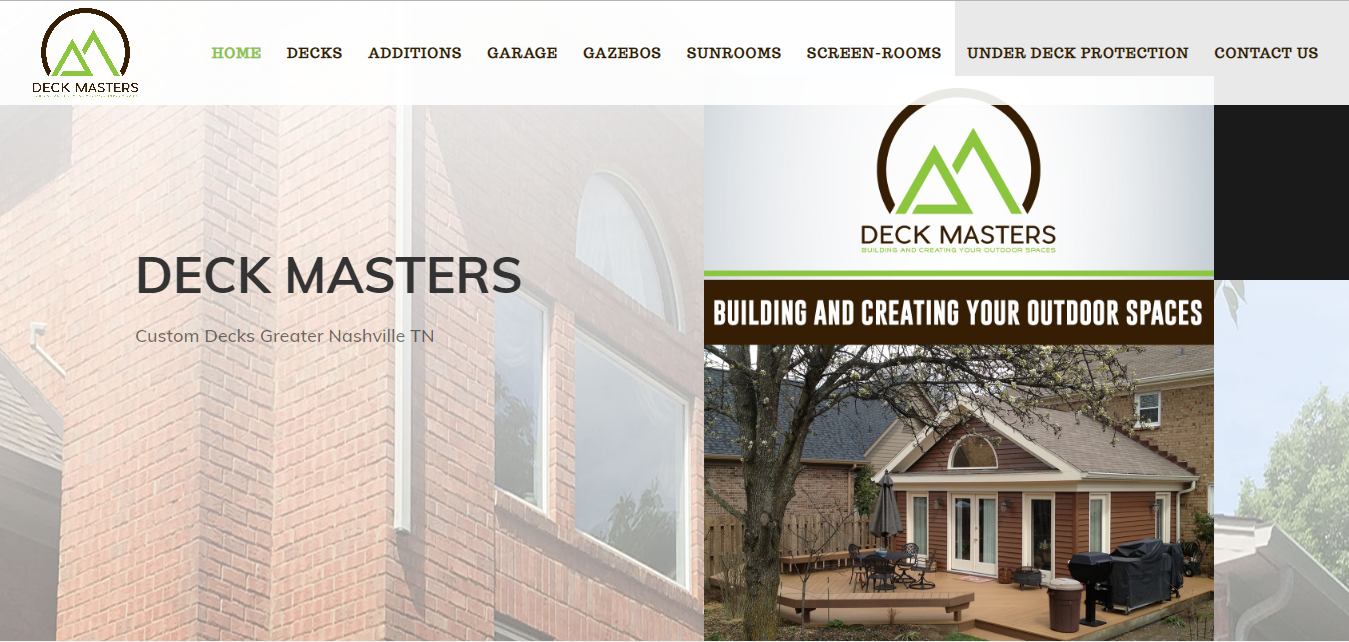 DECK MASTERS
HOME DECKS ADDITIONS GARAGE GAZEBOS SUNROOMS SCREEN-ROOMS UNDER DECK PROTECTION CONTACT US
DECK MASTERS
BUILDING AND CREATING YOUR OUTDOOR SPACES
BUILDING AND CREATING YOUR OUTDOOR SPACES
DECK MASTERS
Custom Decks Greater Nashville TN